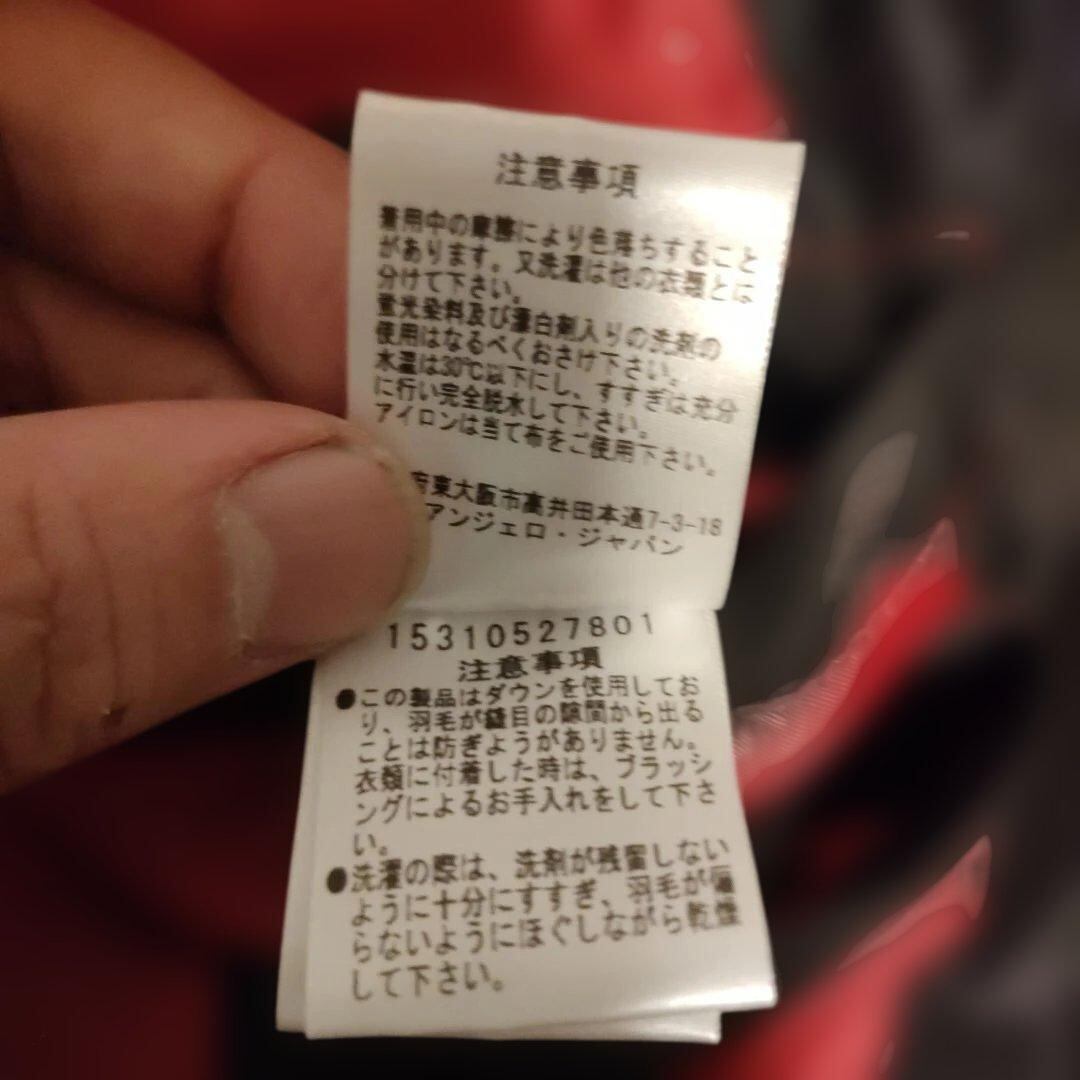 注意事項
着用中の摩擦により色落ちすること
があります。又洗濯は他の衣類とは
分けて下さい。
蛍光染料及び漂白剤入りの洗剤の
使用はなるべくおさけ下さい。
水温は30℃以下にし、すすぎは充分
に行い完全脱水して下さい。
アイロンは当て布をご使用下さい。
府東大阪市高井田本通7-3-18
アンジェロ・ジャパン
15310527801
注意事項
●この製品はダウンを使用してお
り、羽毛が縫目の隙間から出る
ことは防ぎようがありません。
衣類に付着した時は、ブラッシ
ングによるお手入れをして下さ
い。
●洗濯の際は、洗剤が残留しない
ように十分にすすぎ、羽毛が偏
らないようにほぐしながら乾燥
して下さい。